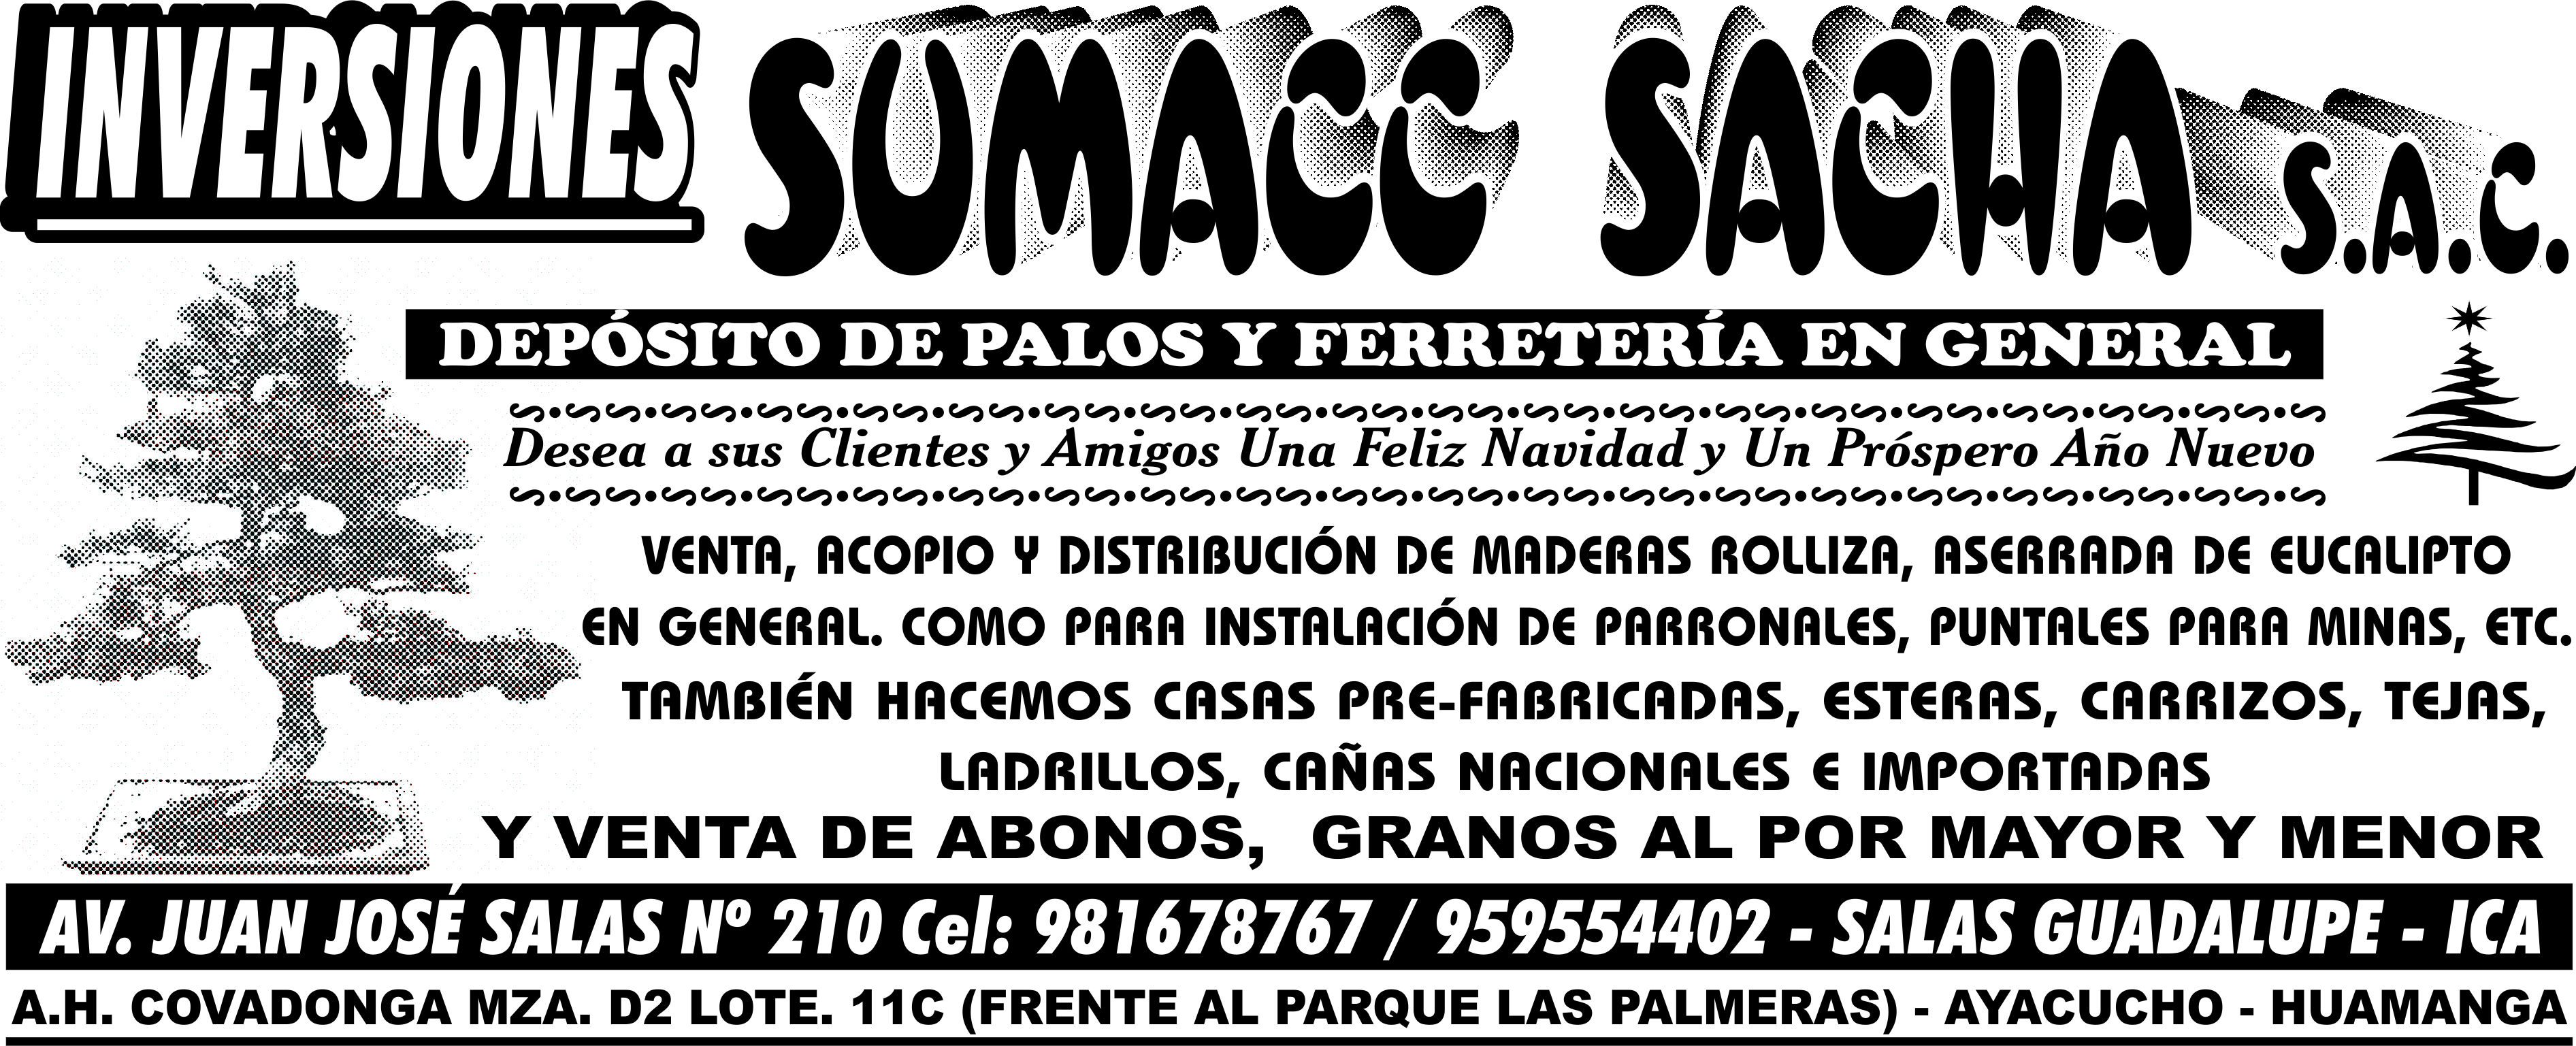 INVERSIONES SUMACC SACHA S.A.C.
DEPÓSITO DE PALOS Y FERRETERÍA EN GENERAL
Desea a sus Clientes y Amigos Una Feliz Navidad y Un Próspero Año Nuevo
VENTA, ACOPIO Y DISTRIBUCIÓN DE MADERAS ROLLIZA, ASERRADA DE EUCALIPTO
EN GENERAL. COMO PARA INSTALACIÓN DE PARRONALES, PUNTALES PARA MINAS, ETC.
TAMBIÉN HACEMOS CASAS PRE-FABRICADAS, ESTERAS, CARRIZOS, TEJAS,
LADRILLOS, CAÑAS NACIONALES E IMPORTADAS
Y VENTA DE ABONOS, GRANOS AL POR MAYOR Y MENOR
AV. JUAN JOSÉ SALAS Nº 210 Cel: 981678767 / 959554402 - SALAS GUADALUPE - ICA
A.H. COVADONGA MZA. D2 LOTE. 11C (FRENTE AL PARQUE LAS PALMERAS) - AYACUCHO - HUAMANGA